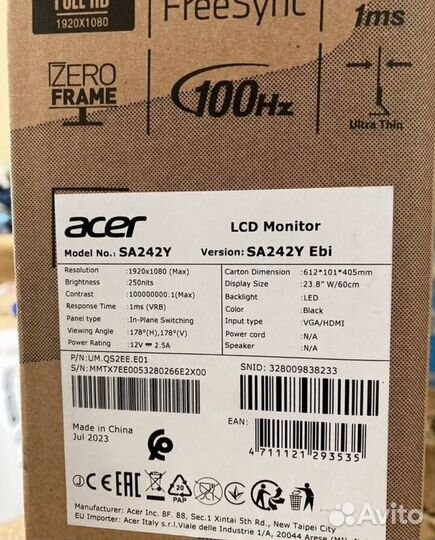 FULL HD
1920X1080
FreeSync
1ms
ZERO
FRAME
100Hz
Ultra Thin
acer
LCD Monitor
Model No.: SA242Y
Version: SA242Y Ebi
Resolution :1920x1080 (Max)
Brightness :250nits
Contrast :100000000:1(Max)
Response Time :1ms (VRB)
Panel type :In-Plane Switching
Viewing Angle :178°(H),178°(V)
Power Rating :12V ⎓ 2.5A
Carton Dimension :612*101*405mm
Display Size :23.8" W/60cm
Backlight :LED
Color :Black
Input type :VGA/HDMI
Power cord :N/A
Speaker :N/A
P/N:UM.QS2EE.E01
S/N:MMTX7EE0053280266E2X00
SNID: 328009838233
EAN:
4 711121 293535
Made in China
Jul 2023
CE EAC
20
PAP
Manufacturer: Acer Inc. 8F. 88, Sec.1 Xintai 5th Rd., New Taipei City
EU Importer: Acer Italy s.r.l.Viale delle Industrie 1/A, 20044 Arese (MI)
Avito